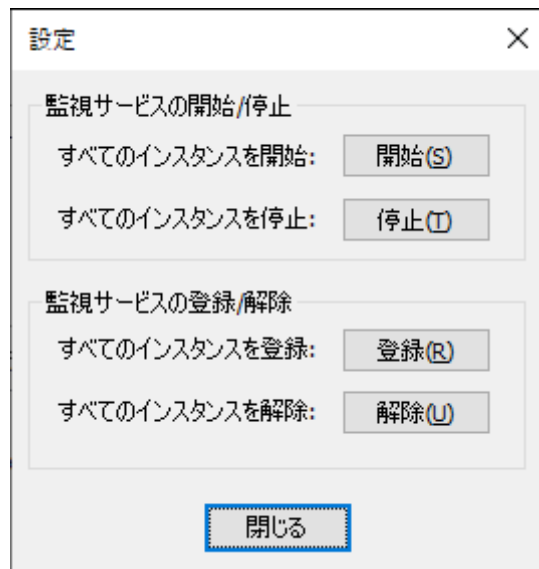 設定
監視サービスの開始/停止
すべてのインスタンスを開始: 開始(S)
すべてのインスタンスを停止: 停止(T)
監視サービスの登録/解除
すべてのインスタンスを登録: 登録(R)
すべてのインスタンスを解除: 解除(U)
閉じる